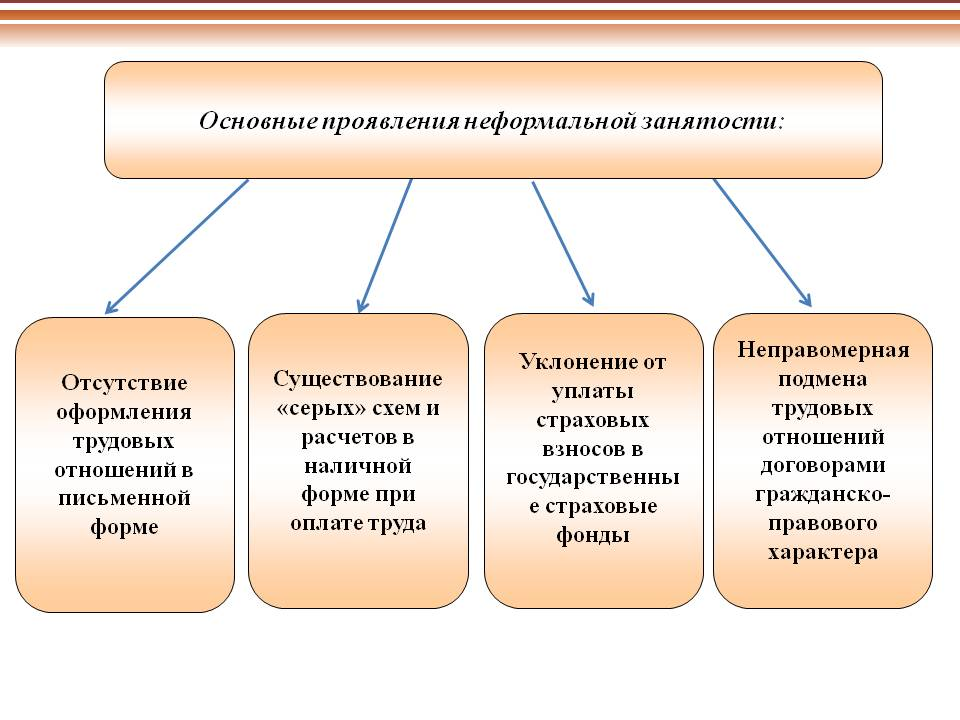 Основные проявления неформальной занятости:
Отсутствие
оформления
трудовых
отношений в
письменной
форме
Существование
«серых» схем и
расчетов в
наличной
форме при
оплате труда
Уклонение от
уплаты
страховых
взносов в
государственны
е страховые
фонды
Неправомерная
подмена
трудовых
отношений
договорами
гражданско-
правового
характера